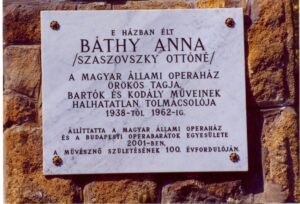 E HÁZBAN ÉLT
BÁTHY ANNA
/SZASZOVSZKY OTTÓNÉ/
A MAGYAR ÁLLAMI OPERAHÁZ
ÖRÖKÖS TAGJA,
BARTÓK ÉS KODÁLY MŰVEINEK
HALHATATLAN TOLMÁCSOLÓJA
1938-TÓL 1962-IG.
ÁLLÍTTATTA A MAGYAR ÁLLAMI OPERAHÁZ
ÉS A BUDAPESTI OPERABARÁTOK EGYESÜLETE
2001-BEN,
A MŰVÉSZNŐ SZÜLETÉSÉNEK 100. ÉVFORDULÓJÁN